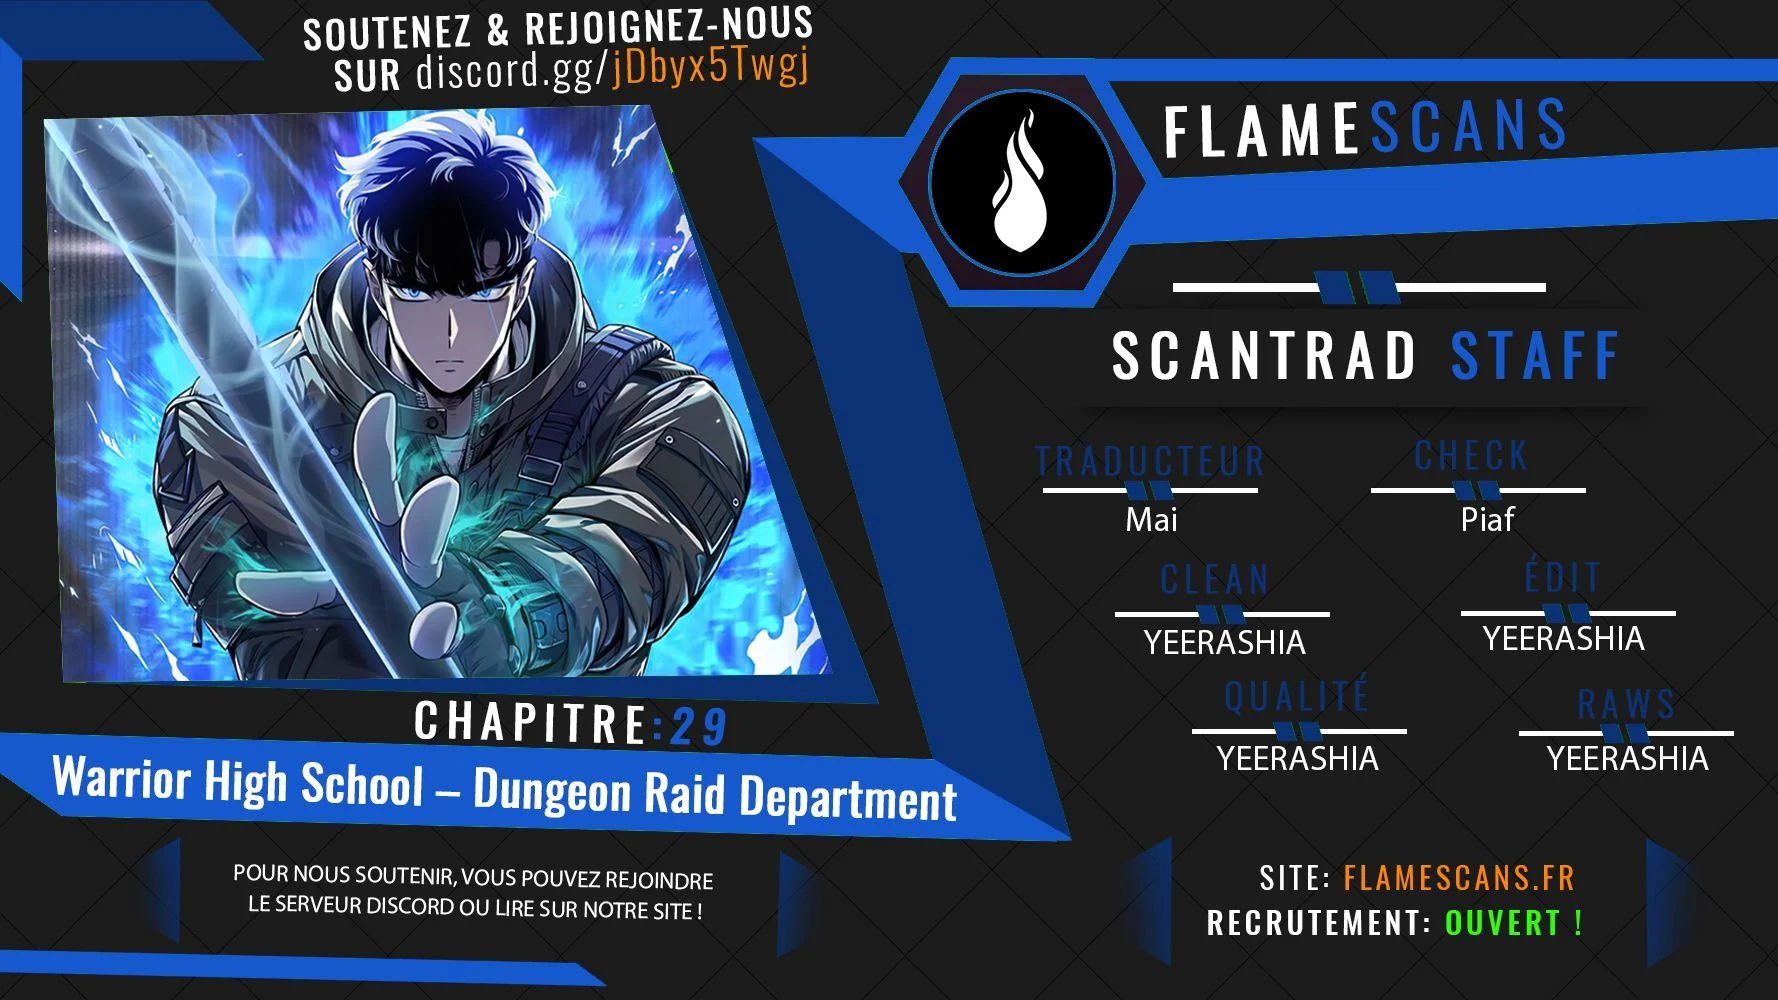 SOUTENEZ & REJOIGNEZ-NOUS
SUR discord.gg/jDbyx5Twgj
FLAMESCANS
SCANTRAD STAFF
TRADUCTEUR
Mai
CHECK
Piaf
CLEAN
YEERASHIA
ÉDIT
YEERASHIA
QUALITÉ
YEERASHIA
RAWS
YEERASHIA
CHAPITRE:29
Warrior High School – Dungeon Raid Department
POUR NOUS SOUTENIR, VOUS POUVEZ REJOINDRE
LE SERVEUR DISCORD OU LIRE SUR NOTRE SITE !
SITE: FLAMESCANS.FR
RECRUTEMENT: OUVERT !